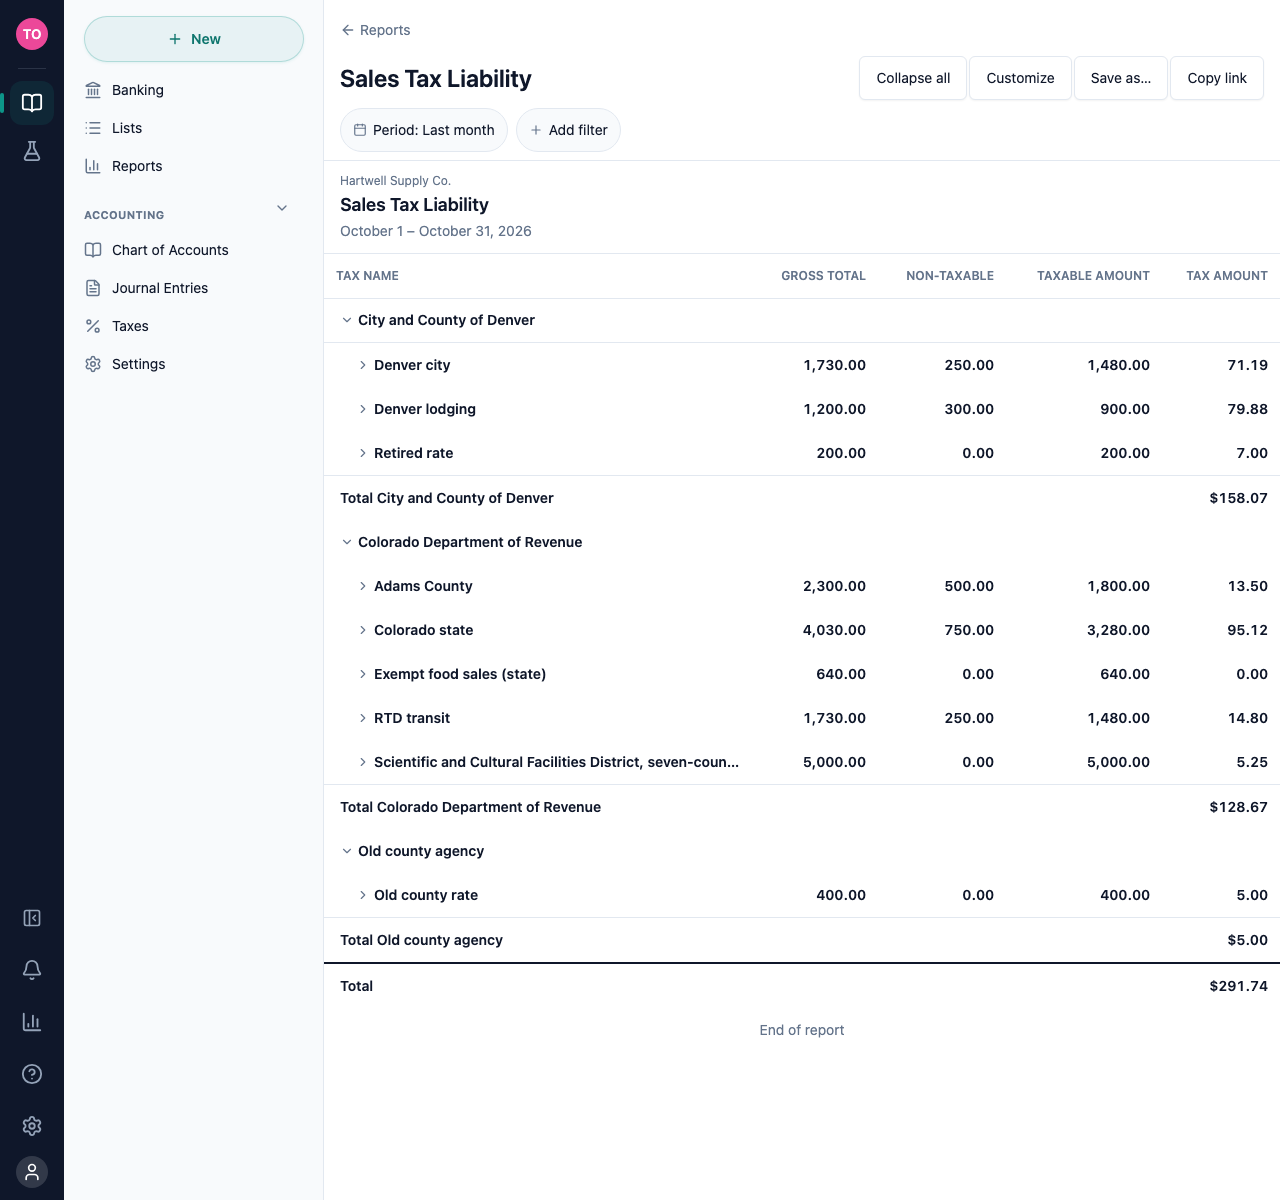 TO
New
Banking
Lists
Reports
ACCOUNTING
Chart of Accounts
Journal Entries
Taxes
Settings
Reports
Sales Tax Liability
Collapse all
Customize
Save as...
Copy link
Period: Last month
Add filter
Hartwell Supply Co.
Sales Tax Liability
October 1 – October 31, 2026
TAX NAME GROSS TOTAL NON-TAXABLE TAXABLE AMOUNT TAX AMOUNT
City and County of Denver
Denver city 1,730.00 250.00 1,480.00 71.19
Denver lodging 1,200.00 300.00 900.00 79.88
Retired rate 200.00 0.00 200.00 7.00
Total City and County of Denver $158.07
Colorado Department of Revenue
Adams County 2,300.00 500.00 1,800.00 13.50
Colorado state 4,030.00 750.00 3,280.00 95.12
Exempt food sales (state) 640.00 0.00 640.00 0.00
RTD transit 1,730.00 250.00 1,480.00 14.80
Scientific and Cultural Facilities District, seven-coun... 5,000.00 0.00 5,000.00 5.25
Total Colorado Department of Revenue $128.67
Old county agency
Old county rate 400.00 0.00 400.00 5.00
Total Old county agency $5.00
Total $291.74
End of report